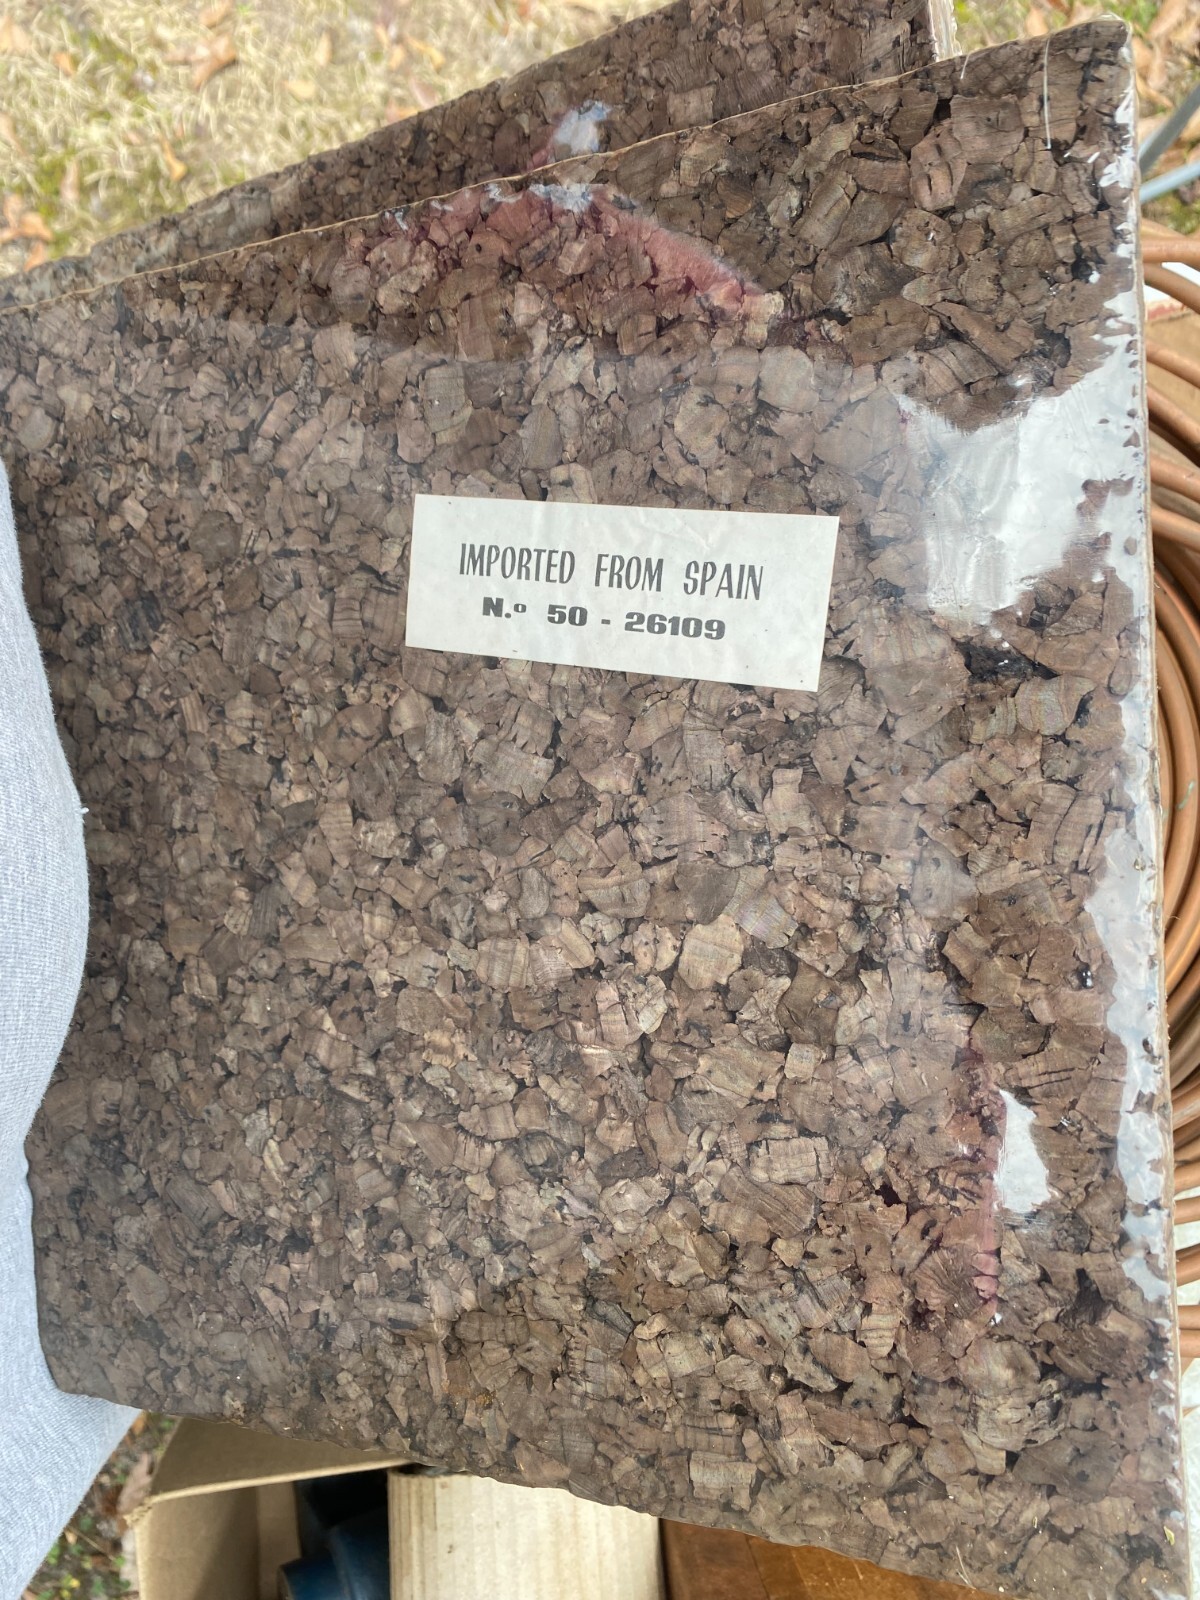 IMPORTED FROM SPAIN
N.º 50 - 26109